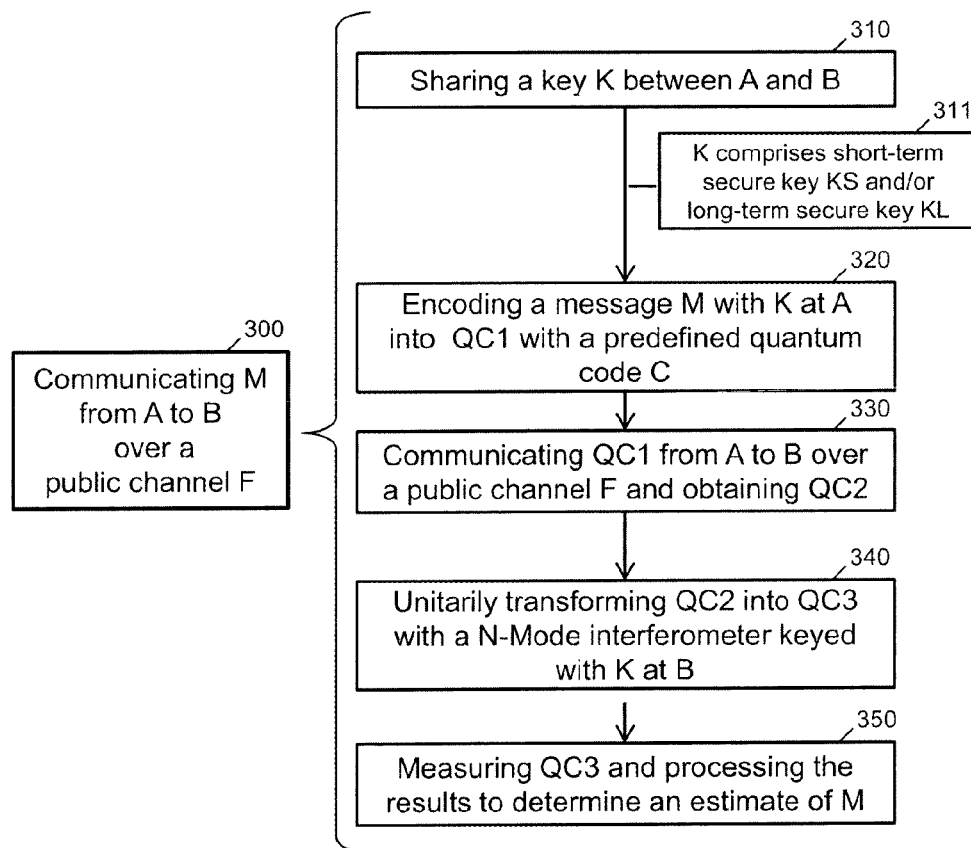 310
Sharing a key K between A and B
311
K comprises short-term
secure key KS and/or
long-term secure key KL
320
Encoding a message M with K at A
into QC1 with a predefined quantum
code C
300
Communicating M
from A to B
over a
public channel F
330
Communicating QC1 from A to B over
a public channel F and obtaining QC2
340
Unitarily transforming QC2 into QC3
with a N-Mode interferometer keyed
with K at B
350
Measuring QC3 and processing the
results to determine an estimate of M